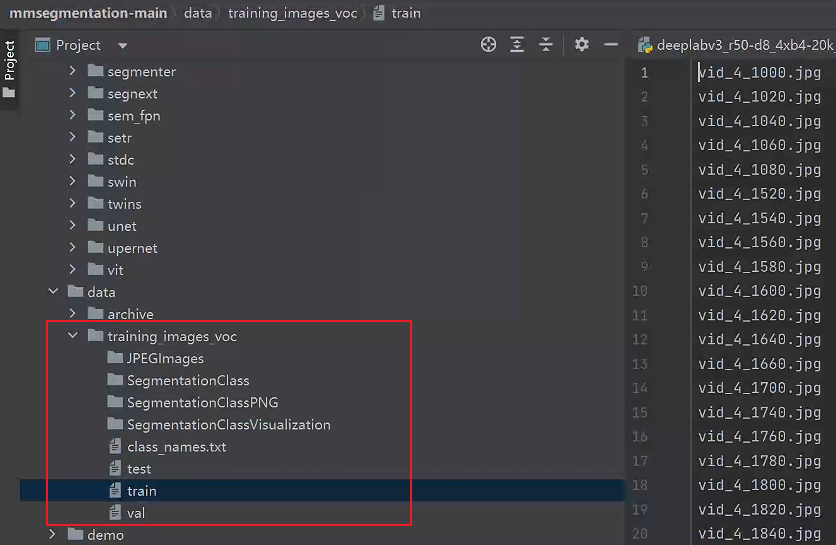 mmsegmentation-main › data › training_images_voc › train
Project
Project
segmenter
segnext
sem_fpn
setr
stdc
swin
twins
unet
upernet
vit
data
archive
training_images_voc
JPEGImages
SegmentationClass
SegmentationClassPNG
SegmentationClassVisualization
class_names.txt
test
train
val
demo
deeplabv3_r50-d8_4xb4-20k_
1 vid_4_1000.jpg
2 vid_4_1020.jpg
3 vid_4_1040.jpg
4 vid_4_1060.jpg
5 vid_4_1080.jpg
6 vid_4_1520.jpg
7 vid_4_1540.jpg
8 vid_4_1560.jpg
9 vid_4_1580.jpg
10 vid_4_1600.jpg
11 vid_4_1620.jpg
12 vid_4_1640.jpg
13 vid_4_1660.jpg
14 vid_4_1700.jpg
15 vid_4_1740.jpg
16 vid_4_1760.jpg
17 vid_4_1780.jpg
18 vid_4_1800.jpg
19 vid_4_1820.jpg
20 vid_4_1840.jpg